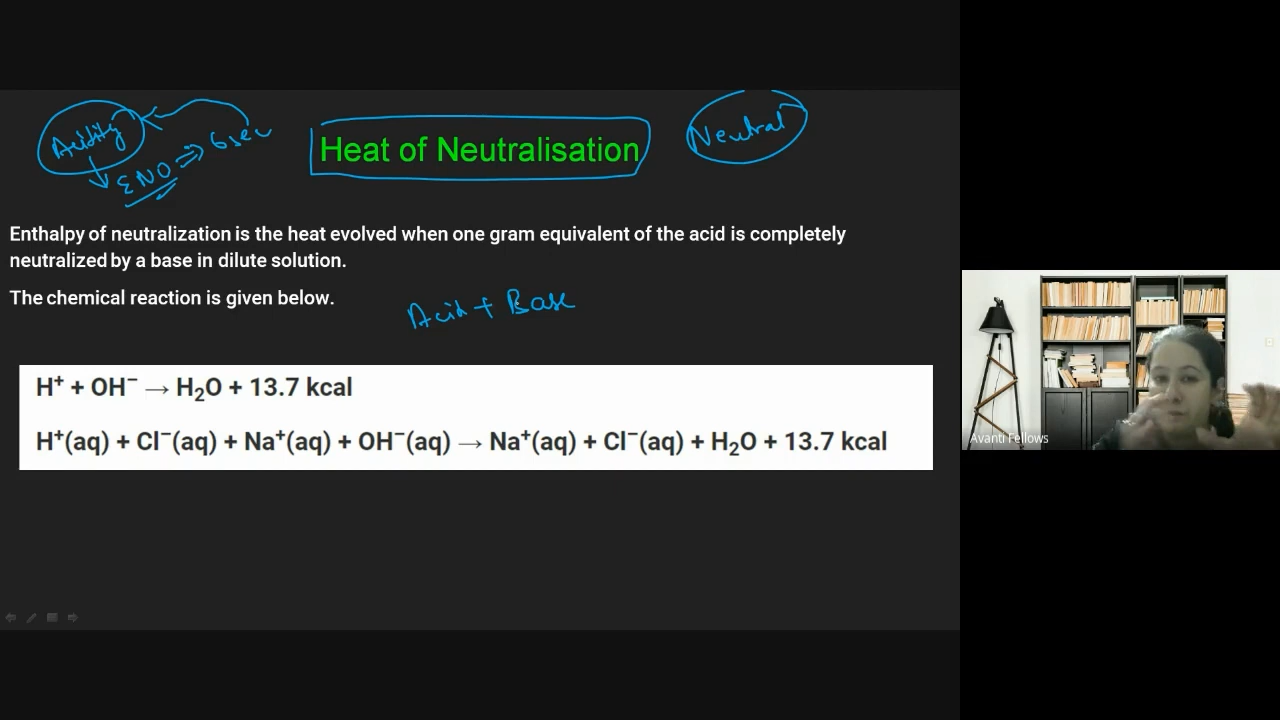 Acidity
ENO ⇒ 6 sec
Heat of Neutralisation
Neutral
Enthalpy of neutralization is the heat evolved when one gram equivalent of the acid is completely
neutralized by a base in dilute solution.
The chemical reaction is given below.
Acid + Base
H⁺ + OH⁻ → H₂O + 13.7 kcal
H⁺(aq) + Cl⁻(aq) + Na⁺(aq) + OH⁻(aq) → Na⁺(aq) + Cl⁻(aq) + H₂O + 13.7 kcal
Avanti Fellows